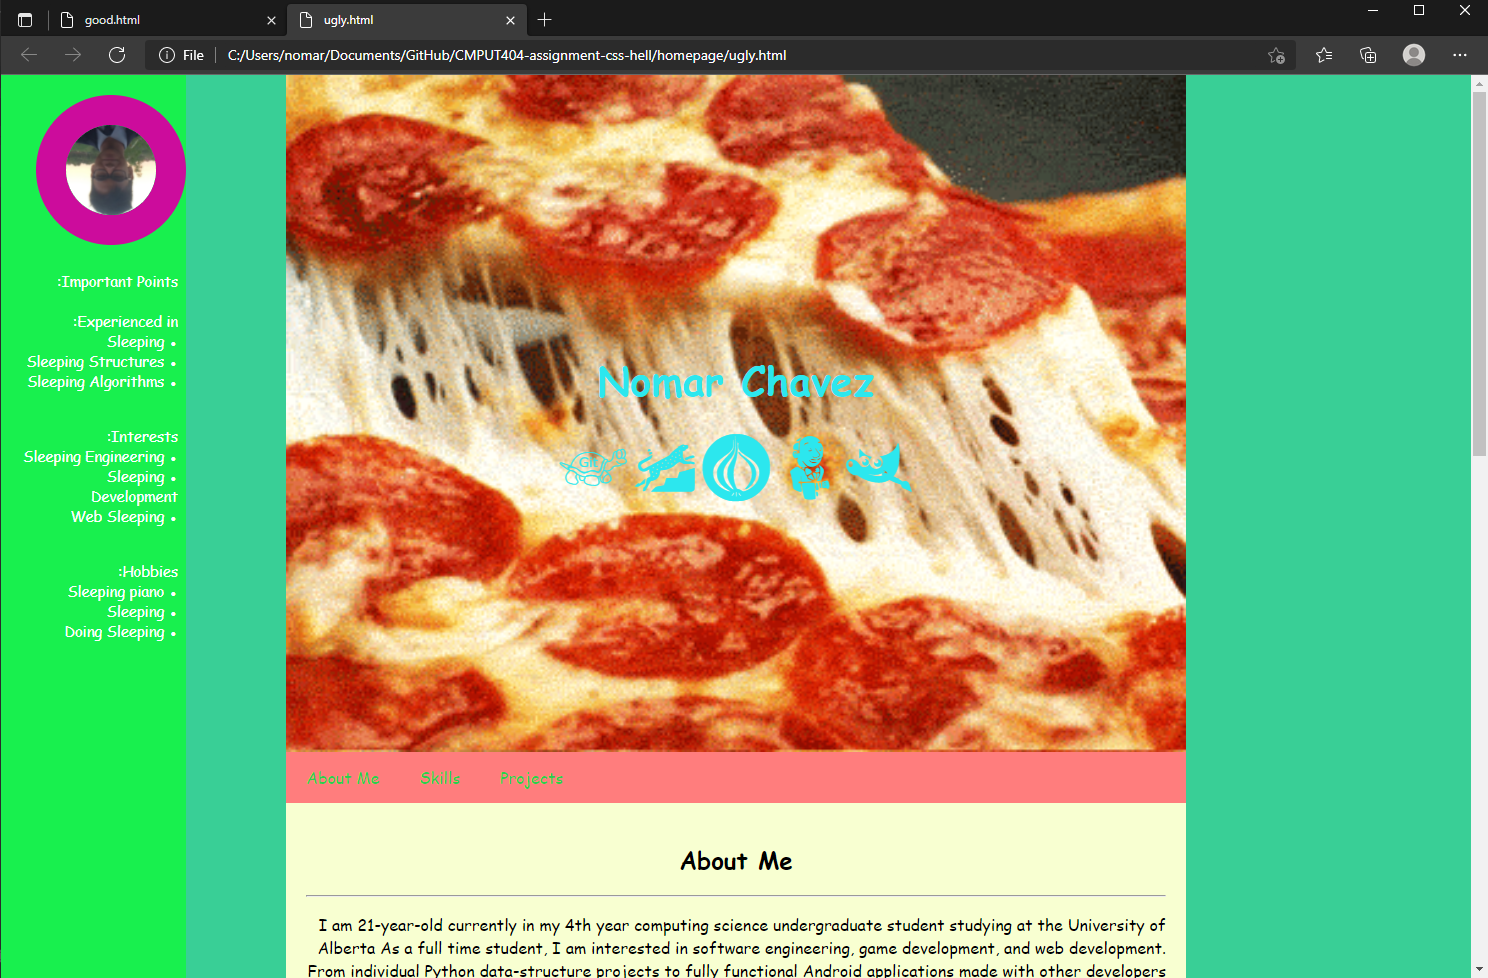 good.html
ugly.html
File
C:/Users/nomar/Documents/GitHub/CMPUT404-assignment-css-hell/homepage/ugly.html
:Important Points
:Experienced in
Sleeping •
Sleeping Structures •
Sleeping Algorithms •
:Interests
Sleeping Engineering •
Sleeping •
Development
Web Sleeping •
:Hobbies
Sleeping piano •
Sleeping •
Doing Sleeping •
Nomar Chavez
Git
About Me Skills Projects
About Me
I am 21-year-old currently in my 4th year computing science undergraduate student studying at the University of
Alberta As a full time student, I am interested in software engineering, game development, and web development.
From individual Python data-structure projects to fully functional Android applications made with other developers